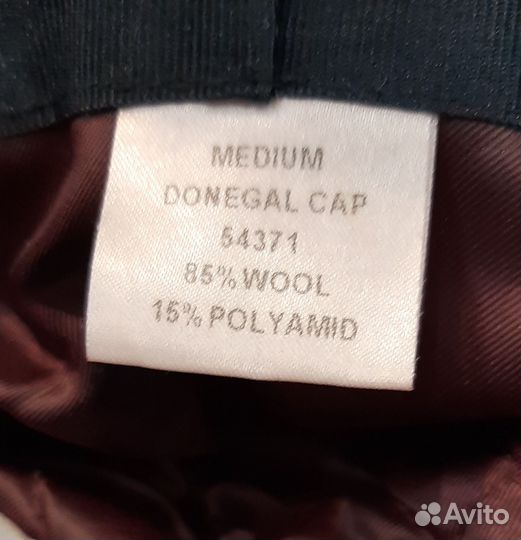 MEDIUM
DONEGAL CAP
54371
85% WOOL
15% POLYAMID
Avito